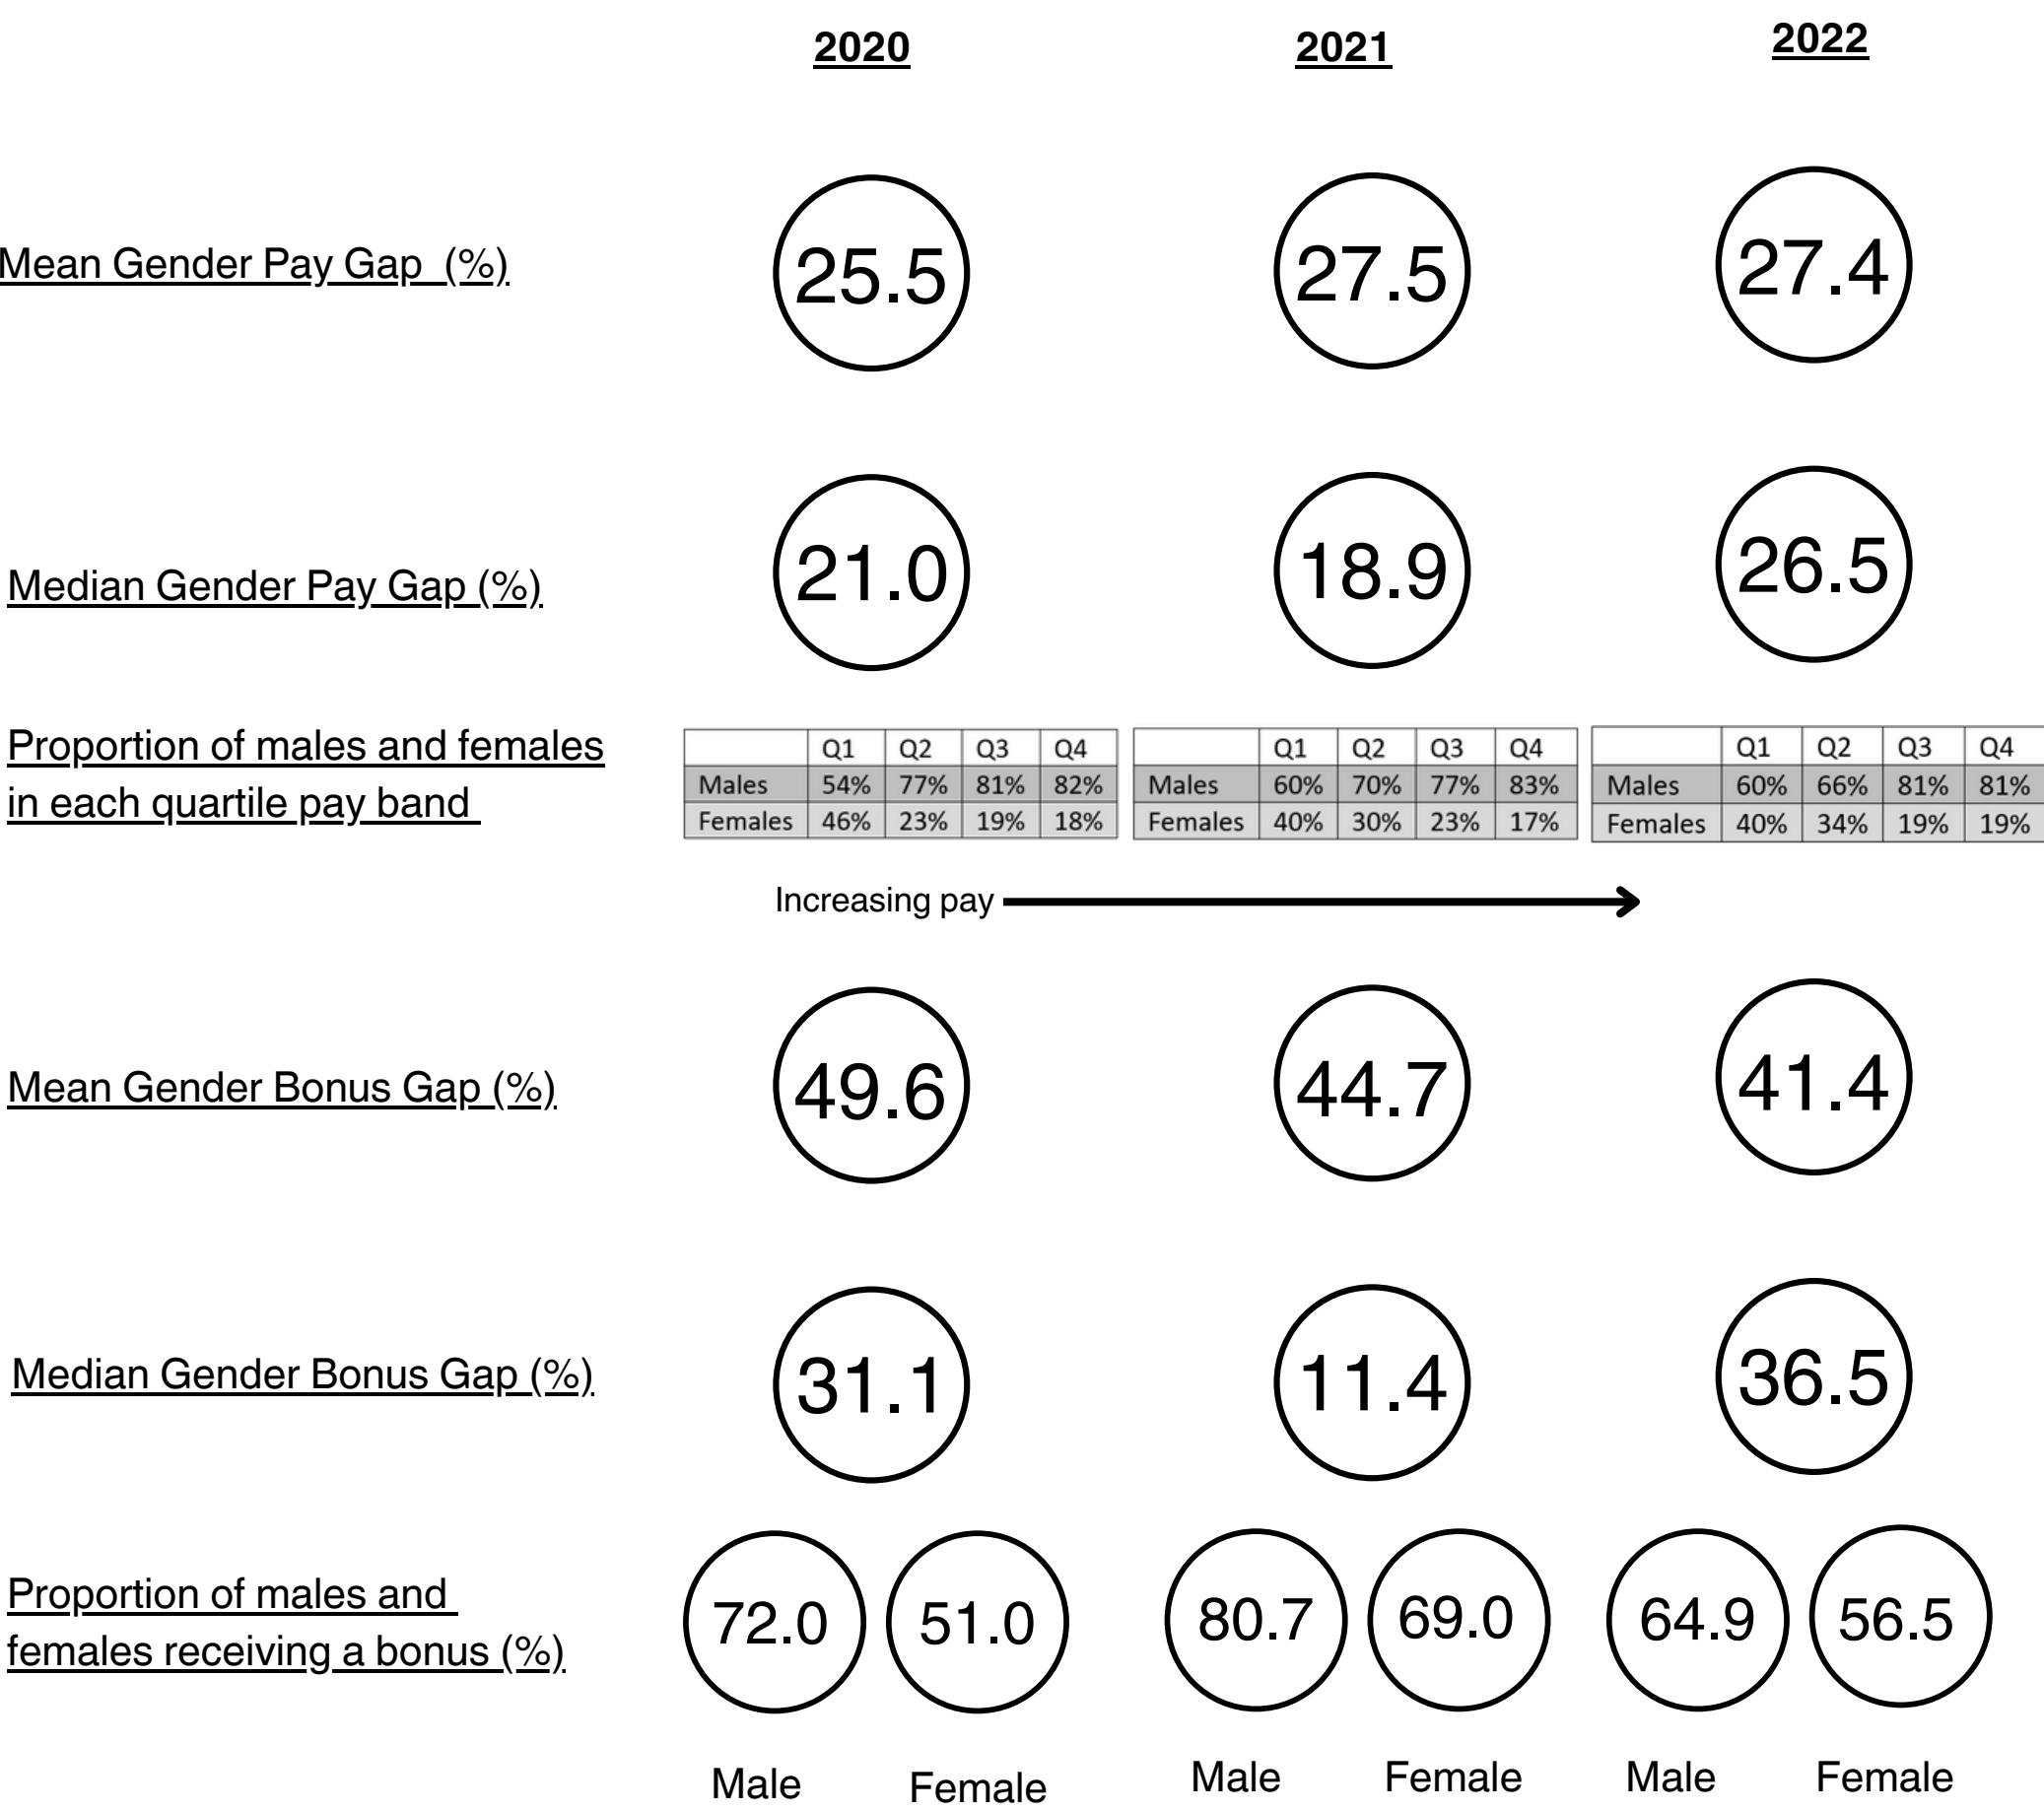 2020 2021 2022
Mean Gender Pay Gap (%) 25.5 27.5 27.4
Median Gender Pay Gap (%) 21.0 18.9 26.5
Proportion of males and females
in each quartile pay band
Q1 Q2 Q3 Q4
Males 54% 77% 81% 82%
Females 46% 23% 19% 18%
Q1 Q2 Q3 Q4
Males 60% 70% 77% 83%
Females 40% 30% 23% 17%
Q1 Q2 Q3 Q4
Males 60% 66% 81% 81%
Females 40% 34% 19% 19%
Increasing pay
Mean Gender Bonus Gap (%) 49.6 44.7 41.4
Median Gender Bonus Gap (%) 31.1 11.4 36.5
Proportion of males and
females receiving a bonus (%)
72.0 51.0 80.7 69.0 64.9 56.5
Male Female Male Female Male Female